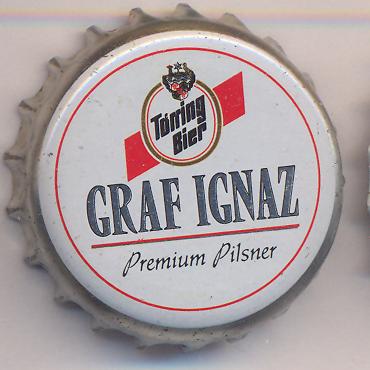 Törring
Bier
GRAF IGNAZ
Premium Pilsner